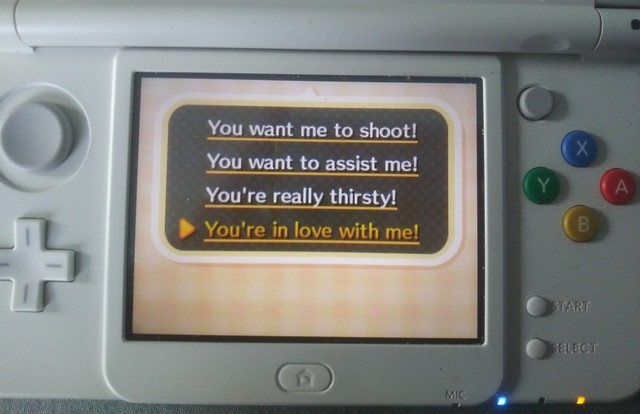 You want me to shoot!
You want to assist me!
You're really thirsty!
You're in love with me!
X
Y
A
B
START
SELECT
MIC